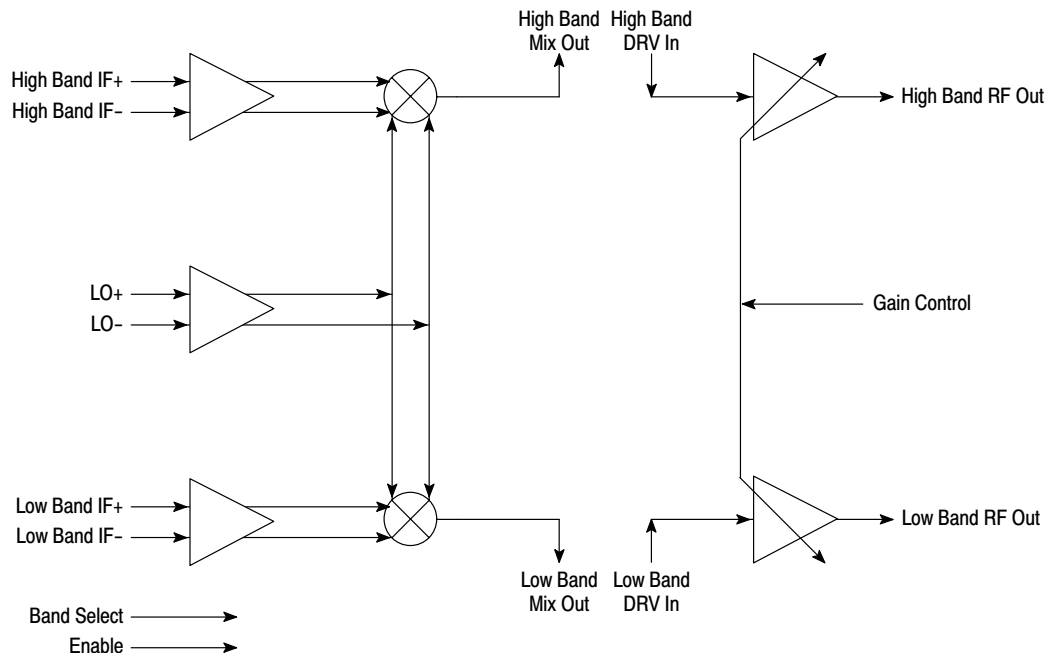 High Band
Mix Out
High Band
DRV In
High Band IF+
High Band IF−
High Band RF Out
LO+
LO−
Gain Control
Low Band IF+
Low Band IF−
Low Band RF Out
Low Band
Mix Out
Low Band
DRV In
Band Select
Enable